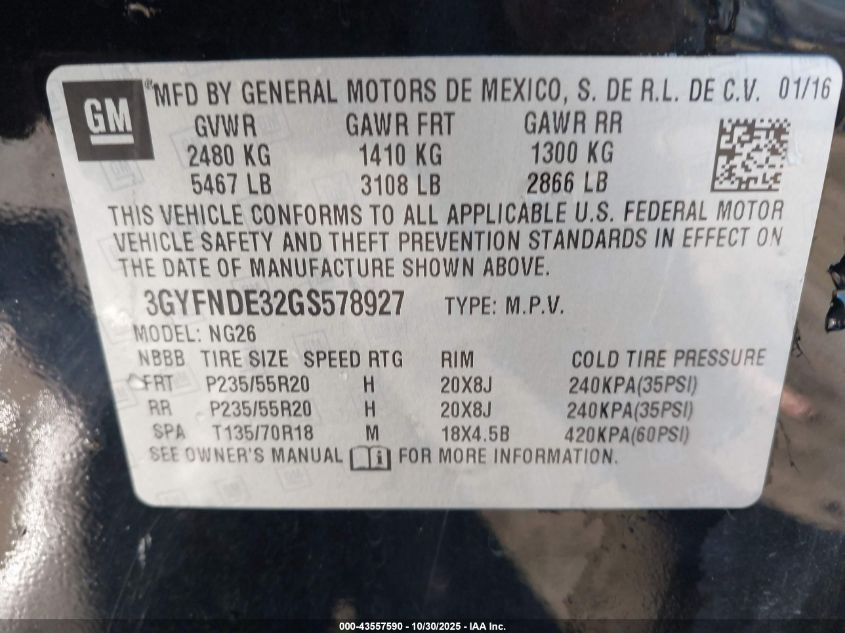 GM
®MFD BY GENERAL MOTORS DE MEXICO, S. DE R.L. DE C.V. 01/16
GVWR GAWR FRT GAWR RR
2480 KG 1410 KG 1300 KG
5467 LB 3108 LB 2866 LB
THIS VEHICLE CONFORMS TO ALL APPLICABLE U.S. FEDERAL MOTOR
VEHICLE SAFETY AND THEFT PREVENTION STANDARDS IN EFFECT ON
THE DATE OF MANUFACTURE SHOWN ABOVE.
3GYFNDE32GS578927 TYPE: M.P.V.
MODEL: NG26
NBBB TIRE SIZE SPEED RTG RIM COLD TIRE PRESSURE
FRT P235/55R20 H 20X8J 240KPA(35PSI)
RR P235/55R20 H 20X8J 240KPA(35PSI)
SPA T135/70R18 M 18X4.5B 420KPA(60PSI)
SEE OWNER'S MANUAL FOR MORE INFORMATION.
000-43557590 - 10/30/2025 - IAA Inc.